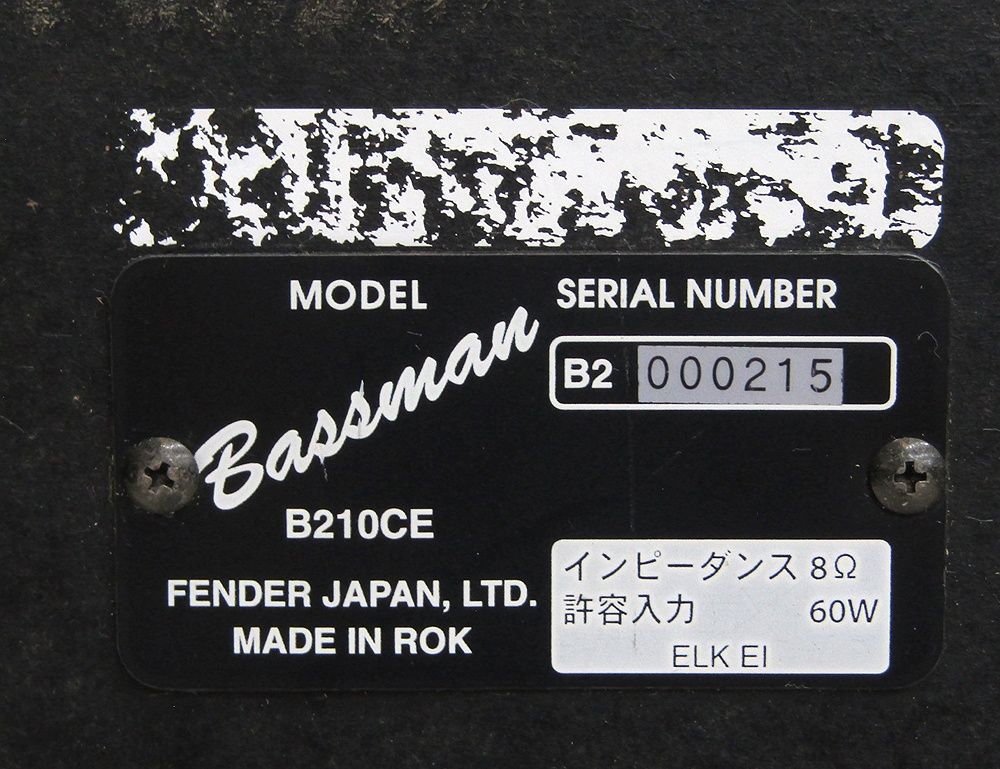 MODEL
Bassman
B210CE
FENDER JAPAN, LTD.
MADE IN ROK
SERIAL NUMBER
B2 000215
インピーダンス 8Ω
許容入力 60W
ELK EI